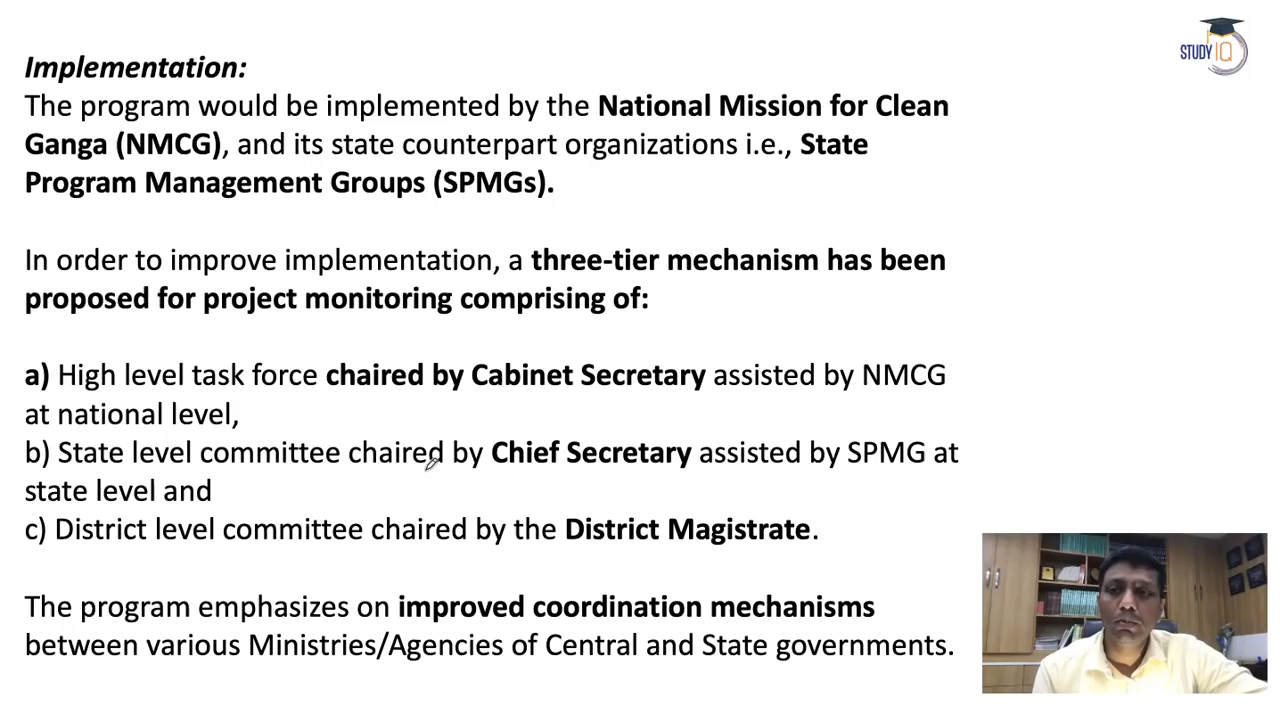 STUDY IQ
Implementation:
The program would be implemented by the National Mission for Clean
Ganga (NMCG), and its state counterpart organizations i.e., State
Program Management Groups (SPMGs).
In order to improve implementation, a three-tier mechanism has been
proposed for project monitoring comprising of:
a) High level task force chaired by Cabinet Secretary assisted by NMCG
at national level,
b) State level committee chaired by Chief Secretary assisted by SPMG at
state level and
c) District level committee chaired by the District Magistrate.
The program emphasizes on improved coordination mechanisms
between various Ministries/Agencies of Central and State governments.